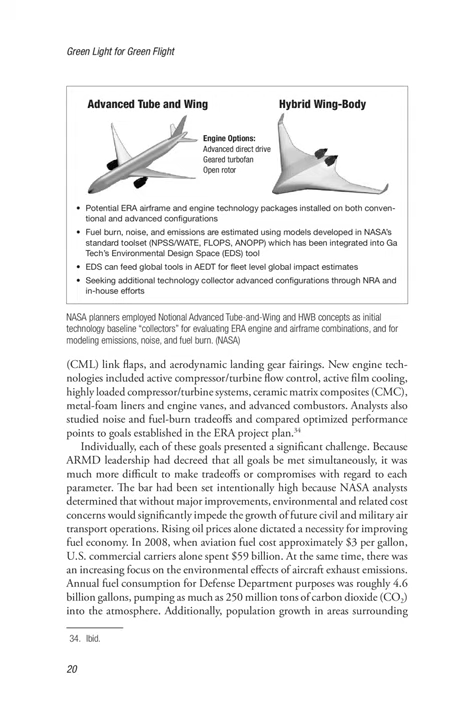 Green Light for Green Flight
Advanced Tube and Wing
Hybrid Wing-Body
Engine Options:
Advanced direct drive
Geared turbofan
Open rotor
• Potential ERA airframe and engine technology packages installed on both conven-
tional and advanced configurations
• Fuel burn, noise, and emissions are estimated using models developed in NASA's
standard toolset (NPSS/WATE, FLOPS, ANOPP) which has been integrated into Ga
Tech's Environmental Design Space (EDS) tool
• EDS can feed global tools in AEDT for fleet level global impact estimates
• Seeking additional technology collector advanced configurations through NRA and
in-house efforts
NASA planners employed Notional Advanced Tube-and-Wing and HWB concepts as initial
technology baseline “collectors” for evaluating ERA engine and airframe combinations, and for
modeling emissions, noise, and fuel burn. (NASA)
(CML) link flaps, and aerodynamic landing gear fairings. New engine tech-
nologies included active compressor/turbine flow control, active film cooling,
highly loaded compressor/turbine systems, ceramic matrix composites (CMC),
metal-foam liners and engine vanes, and advanced combustors. Analysts also
studied noise and fuel-burn tradeoffs and compared optimized performance
points to goals established in the ERA project plan.34
Individually, each of these goals presented a significant challenge. Because
ARMD leadership had decreed that all goals be met simultaneously, it was
much more difficult to make tradeoffs or compromises with regard to each
parameter. The bar had been set intentionally high because NASA analysts
determined that without major improvements, environmental and related cost
concerns would significantly impede the growth of future civil and military air
transport operations. Rising oil prices alone dictated a necessity for improving
fuel economy. In 2008, when aviation fuel cost approximately $3 per gallon,
U.S. commercial carriers alone spent $59 billion. At the same time, there was
an increasing focus on the environmental effects of aircraft exhaust emissions.
Annual fuel consumption for Defense Department purposes was roughly 4.6
billion gallons, pumping as much as 250 million tons of carbon dioxide (CO2)
into the atmosphere. Additionally, population growth in areas surrounding
34. Ibid.
20